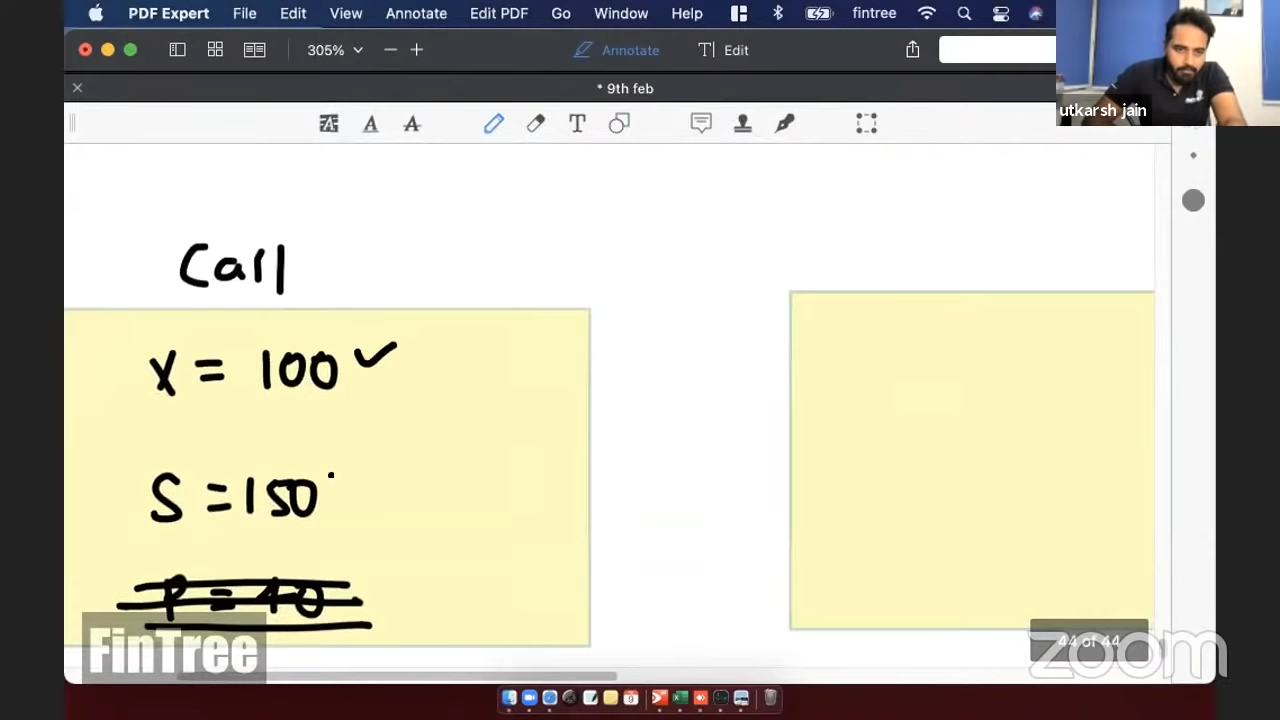 PDF Expert File Edit View Annotate Edit PDF Go Window Help fintree
305% Annotate T Edit
* 9th feb
utkarsh jain
Call
X = 100 ✓
S = 150
P = 40
FinTree
44 of 44
zoom